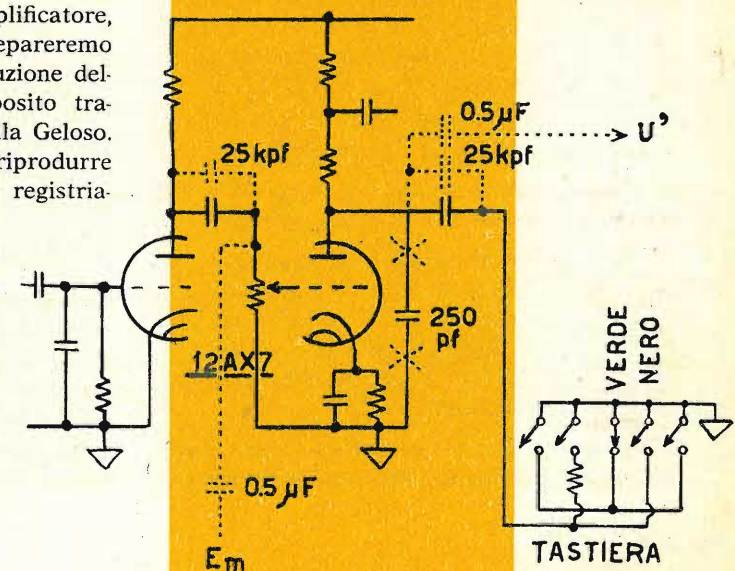 plificatore,
epareremo
uzione del-
posito tra-
la Geloso.
riprodurre
registria-
0.5µF
U'
25kpf
25kpf
250
pf
12AX7
0.5µF
Em
VERDE
NERO
TASTIERA